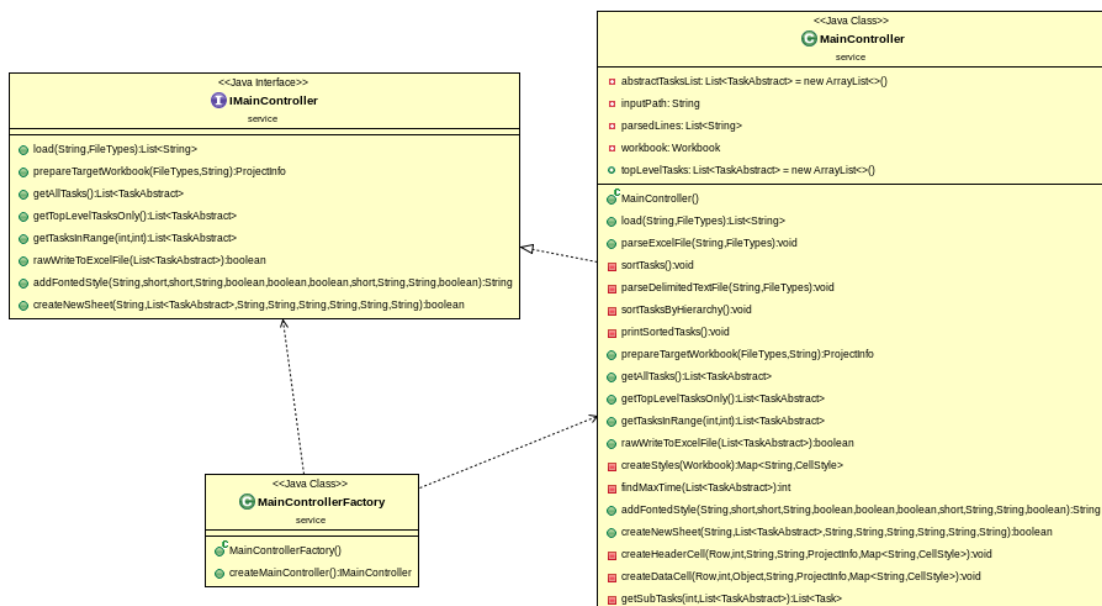 <<Java Interface>>
IMainController
service
load(String,FileTypes):List<String>
prepareTargetWorkbook(FileTypes,String):ProjectInfo
getAllTasks():List<TaskAbstract>
getTopLevelTasksOnly():List<TaskAbstract>
getTasksInRange(int,int):List<TaskAbstract>
rawWriteToExcelFile(List<TaskAbstract>):boolean
addFontedStyle(String,short,short,String,boolean,boolean,boolean,short,String,String,boolean):String
createNewSheet(String,List<TaskAbstract>,String,String,String,String,String):boolean
<<Java Class>>
MainController
service
abstractTasksList: List<TaskAbstract> = new ArrayList<>()
inputPath: String
parsedLines: List<String>
workbook: Workbook
topLevelTasks: List<TaskAbstract> = new ArrayList<>()
MainController()
load(String,FileTypes):List<String>
parseExcelFile(String,FileTypes):void
sortTasks():void
parseDelimitedTextFile(String,FileTypes):void
sortTasksByHierarchy():void
printSortedTasks():void
prepareTargetWorkbook(FileTypes,String):ProjectInfo
getAllTasks():List<TaskAbstract>
getTopLevelTasksOnly():List<TaskAbstract>
getTasksInRange(int,int):List<TaskAbstract>
rawWriteToExcelFile(List<TaskAbstract>):boolean
createStyles(Workbook):Map<String,CellStyle>
findMaxTime(List<TaskAbstract>):int
addFontedStyle(String,short,short,String,boolean,boolean,boolean,short,String,String,boolean):String
createNewSheet(String,List<TaskAbstract>,String,String,String,String,String):boolean
createHeaderCell(Row,int,String,String,ProjectInfo,Map<String,CellStyle>):void
createDataCell(Row,int,Object,String,ProjectInfo,Map<String,CellStyle>):void
getSubTasks(int,List<TaskAbstract>):List<Task>
<<Java Class>>
MainControllerFactory
service
MainControllerFactory()
createMainController():IMainController